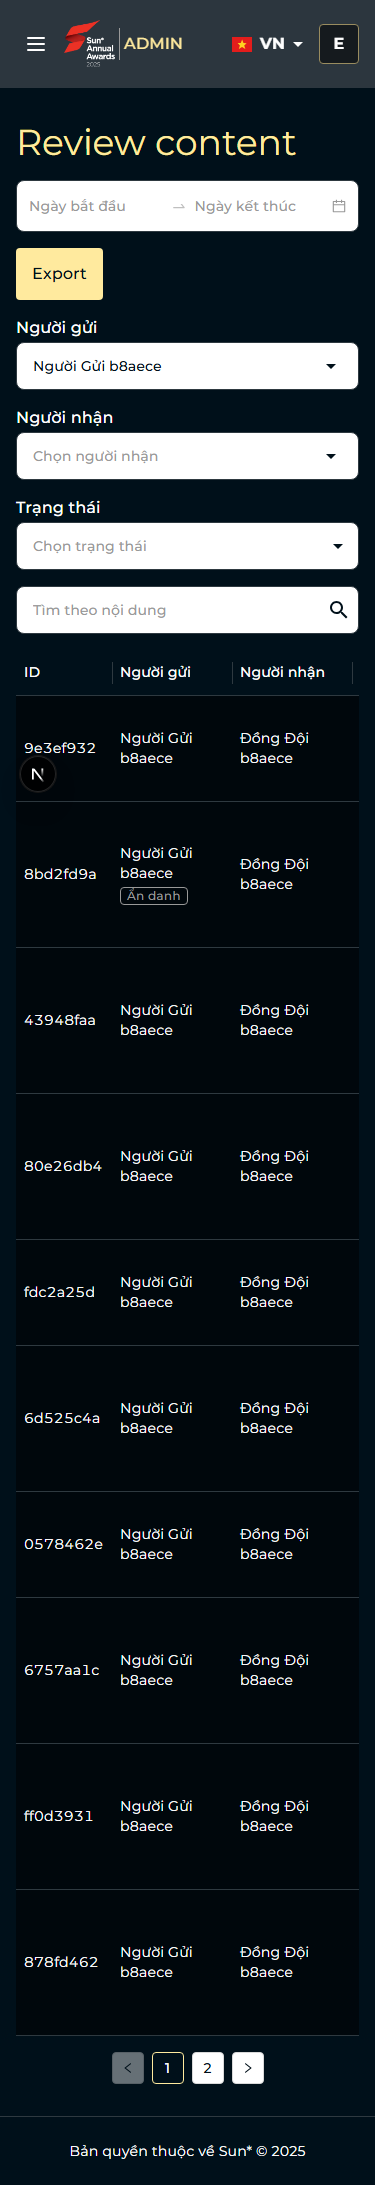 Sun*
Annual
Awards
2025
ADMIN
VN
E
Review content
Ngày bắt đầu
Ngày kết thúc
Export
Người gửi
Người Gửi b8aece
Người nhận
Chọn người nhận
Trạng thái
Chọn trạng thái
Tìm theo nội dung
ID Người gửi Người nhận
9e3ef932 Người Gửi b8aece Đồng Đội b8aece
N
8bd2fd9a Người Gửi b8aece Ẩn danh Đồng Đội b8aece
43948faa Người Gửi b8aece Đồng Đội b8aece
80e26db4 Người Gửi b8aece Đồng Đội b8aece
fdc2a25d Người Gửi b8aece Đồng Đội b8aece
6d525c4a Người Gửi b8aece Đồng Đội b8aece
0578462e Người Gửi b8aece Đồng Đội b8aece
6757aa1c Người Gửi b8aece Đồng Đội b8aece
ff0d3931 Người Gửi b8aece Đồng Đội b8aece
878fd462 Người Gửi b8aece Đồng Đội b8aece
1 2
Bản quyền thuộc về Sun* © 2025